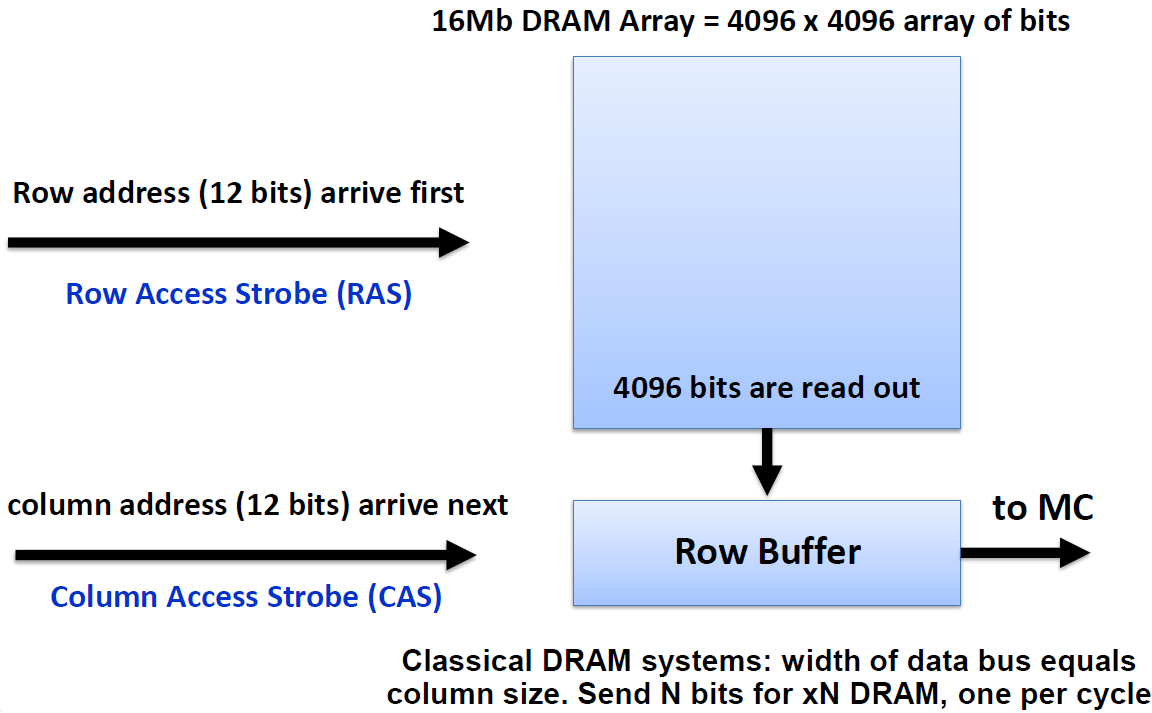 16Mb DRAM Array = 4096 x 4096 array of bits
Row address (12 bits) arrive first
Row Access Strobe (RAS)
4096 bits are read out
column address (12 bits) arrive next
Column Access Strobe (CAS)
Row Buffer
to MC
Classical DRAM systems: width of data bus equals
column size. Send N bits for xN DRAM, one per cycle